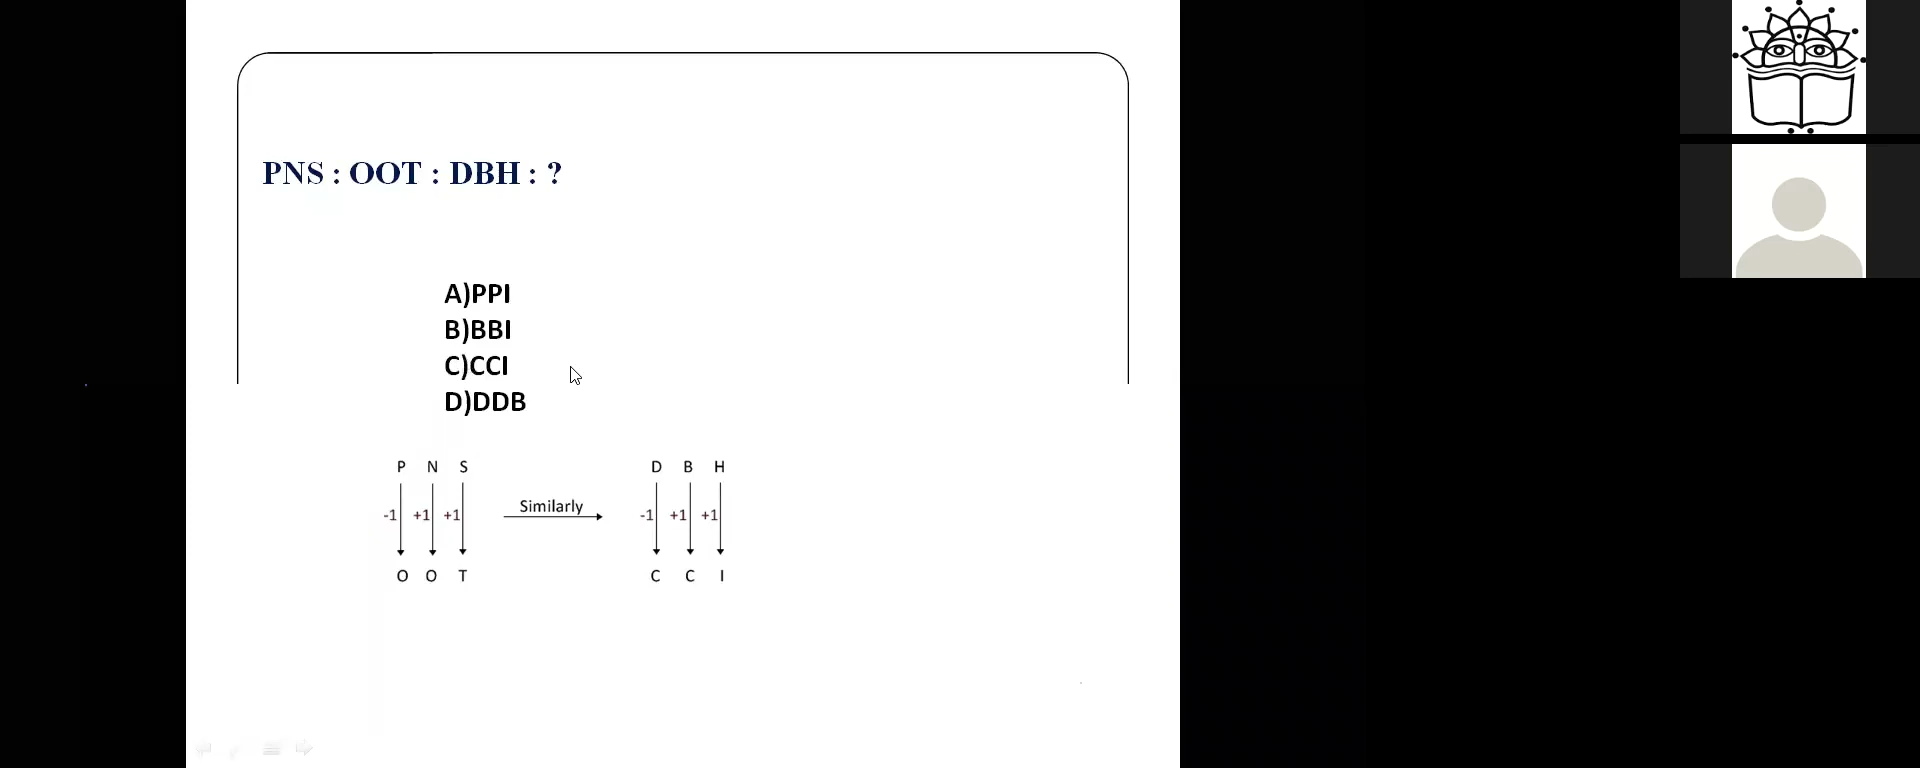 PNS : OOT : DBH : ?
A)PPI
B)BBI
C)CCI
D)DDB
P N S
D B H
-1 +1 +1
Similarly
-1 +1 +1
O O T
C C I